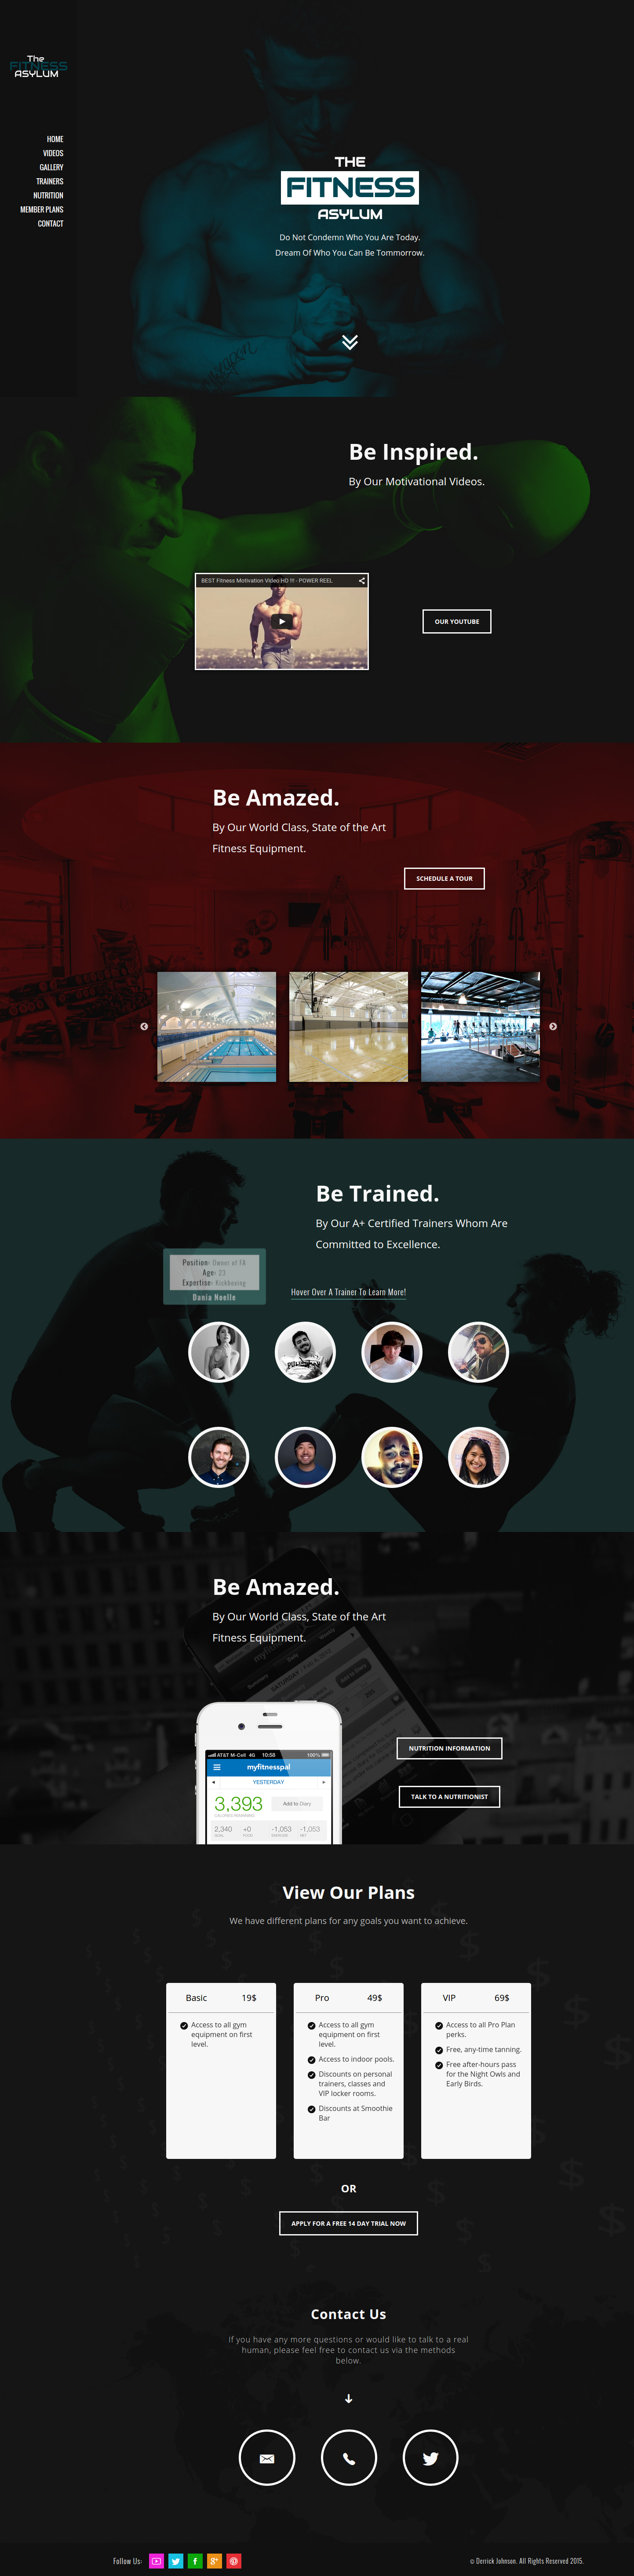 The
FITNESS
ASYLUM
HOME
VIDEOS
GALLERY
TRAINERS
NUTRITION
MEMBER PLANS
CONTACT
THE
FITNESS
ASYLUM
Do Not Condemn Who You Are Today.
Dream Of Who You Can Be Tommorrow.
Be Inspired.
By Our Motivational Videos.
BEST Fitness Motivation Video HD !!! - POWER REEL
OUR YOUTUBE
Be Amazed.
By Our World Class, State of the Art
Fitness Equipment.
SCHEDULE A TOUR
Be Trained.
By Our A+ Certified Trainers Whom Are
Committed to Excellence.
Position: Owner of FA
Age: 23
Expertise: Kickboxing
Dania Noelle
Hover Over A Trainer To Learn More!
Be Amazed.
By Our World Class, State of the Art
Fitness Equipment.
AT&T M-Cell 4G 10:58 100%
myfitnesspal
YESTERDAY
3,393
Add to Diary
CALORIES REMAINING
2,340 +0 -1,053 -1,053
GOAL FOOD EXERCISE NET
NUTRITION INFORMATION
TALK TO A NUTRITIONIST
View Our Plans
We have different plans for any goals you want to achieve.
Basic 19$
Access to all gym
equipment on first
level.
Pro 49$
Access to all gym
equipment on first
level.
Access to indoor pools.
Discounts on personal
trainers, classes and
VIP locker rooms.
Discounts at Smoothie
Bar
VIP 69$
Access to all Pro Plan
perks.
Free, any-time tanning.
Free after-hours pass
for the Night Owls and
Early Birds.
OR
APPLY FOR A FREE 14 DAY TRIAL NOW
Contact Us
If you have any more questions or would like to talk to a real
human, please feel free to contact us via the methods
below.
Follow Us:
© Derrick Johnson. All Rights Reserved 2015.